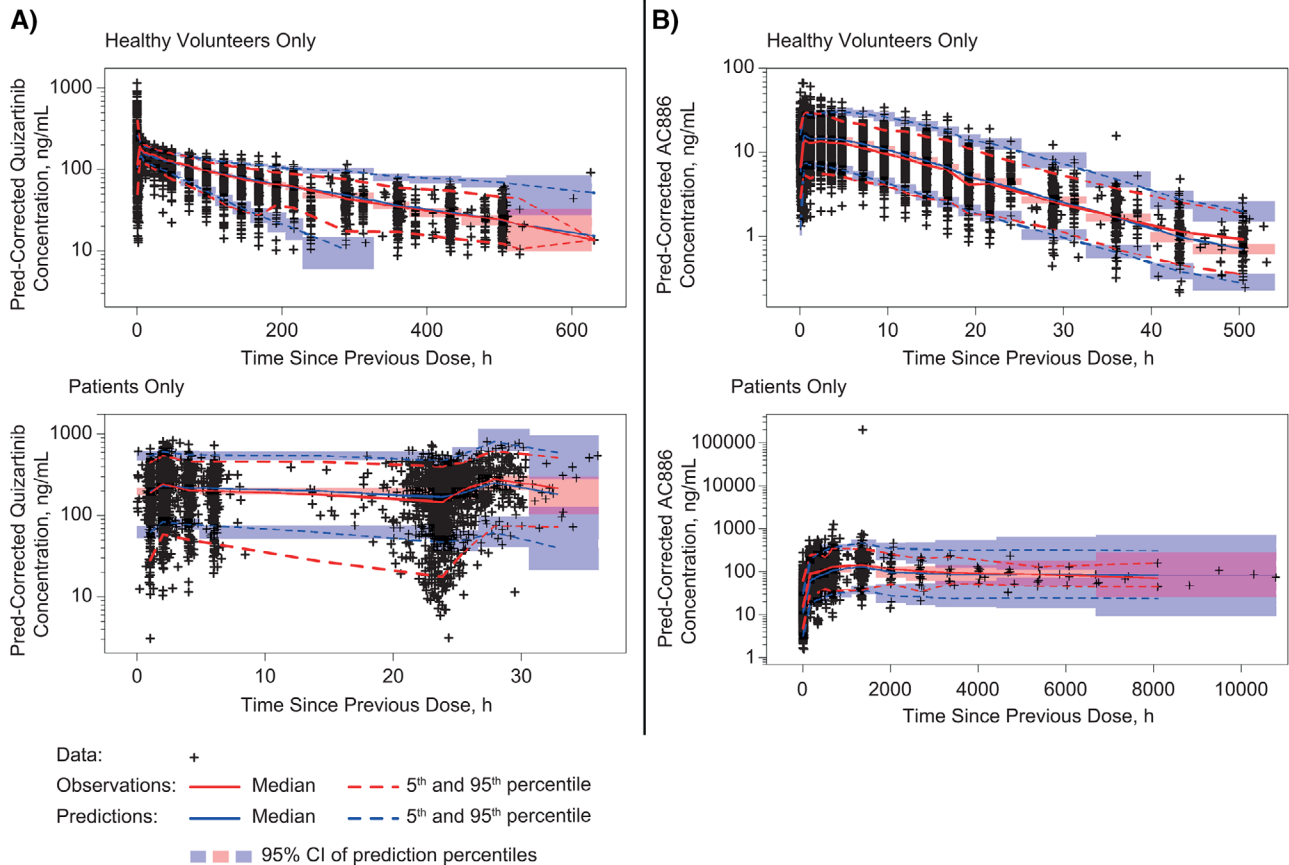 A)
Healthy Volunteers Only
Pred-Corrected Quizartinib
Concentration, ng/mL
1000
100
10
0 200 400 600
Time Since Previous Dose, h
Patients Only
Pred-Corrected Quizartinib
Concentration, ng/mL
1000
100
10
0 10 20 30
Time Since Previous Dose, h
B)
Healthy Volunteers Only
Pred-Corrected AC886
Concentration, ng/mL
100
10
1
0 10 20 30 40 500
Time Since Previous Dose, h
Patients Only
Pred-Corrected AC886
Concentration, ng/mL
100000
10000
1000
100
10
1
0 2000 4000 6000 8000 10000
Time Since Previous Dose, h
Data: +
Observations: Median 5th and 95th percentile
Predictions: Median 5th and 95th percentile
95% CI of prediction percentiles